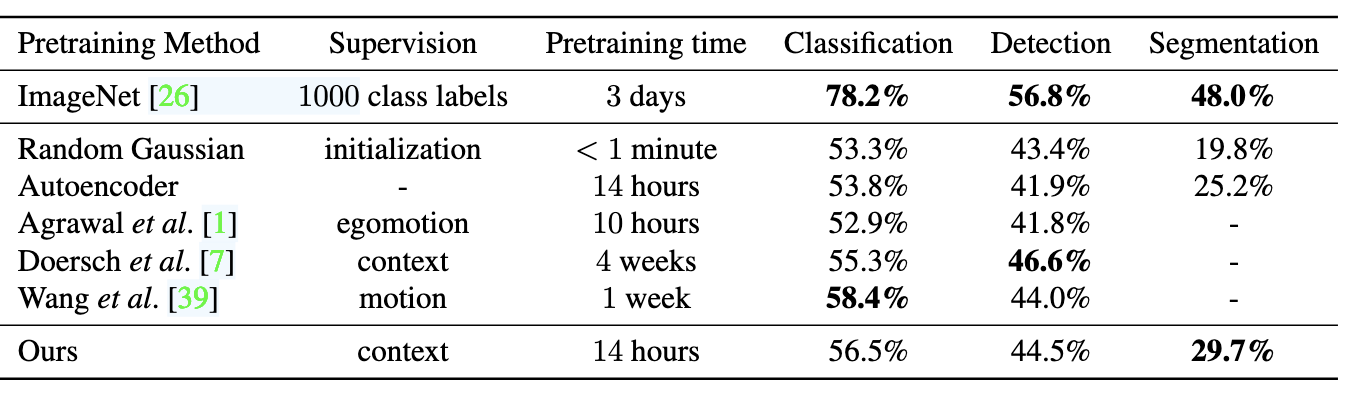 Pretraining Method Supervision Pretraining time Classification Detection Segmentation
ImageNet [26] 1000 class labels 3 days 78.2% 56.8% 48.0%
Random Gaussian initialization < 1 minute 53.3% 43.4% 19.8%
Autoencoder - 14 hours 53.8% 41.9% 25.2%
Agrawal et al. [1] egomotion 10 hours 52.9% 41.8% -
Doersch et al. [7] context 4 weeks 55.3% 46.6% -
Wang et al. [39] motion 1 week 58.4% 44.0% -
Ours context 14 hours 56.5% 44.5% 29.7%